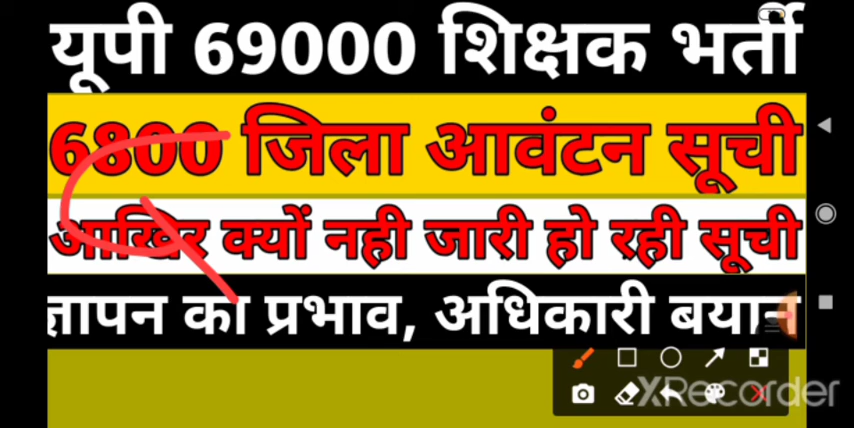 यूपी 69000 शिक्षक भर्ती
6800 जिला आवंटन सूची
आखिर क्यों नही जारी हो रही सूची
ज्ञापन का प्रभाव, अधिकारी बयान
XRecorder